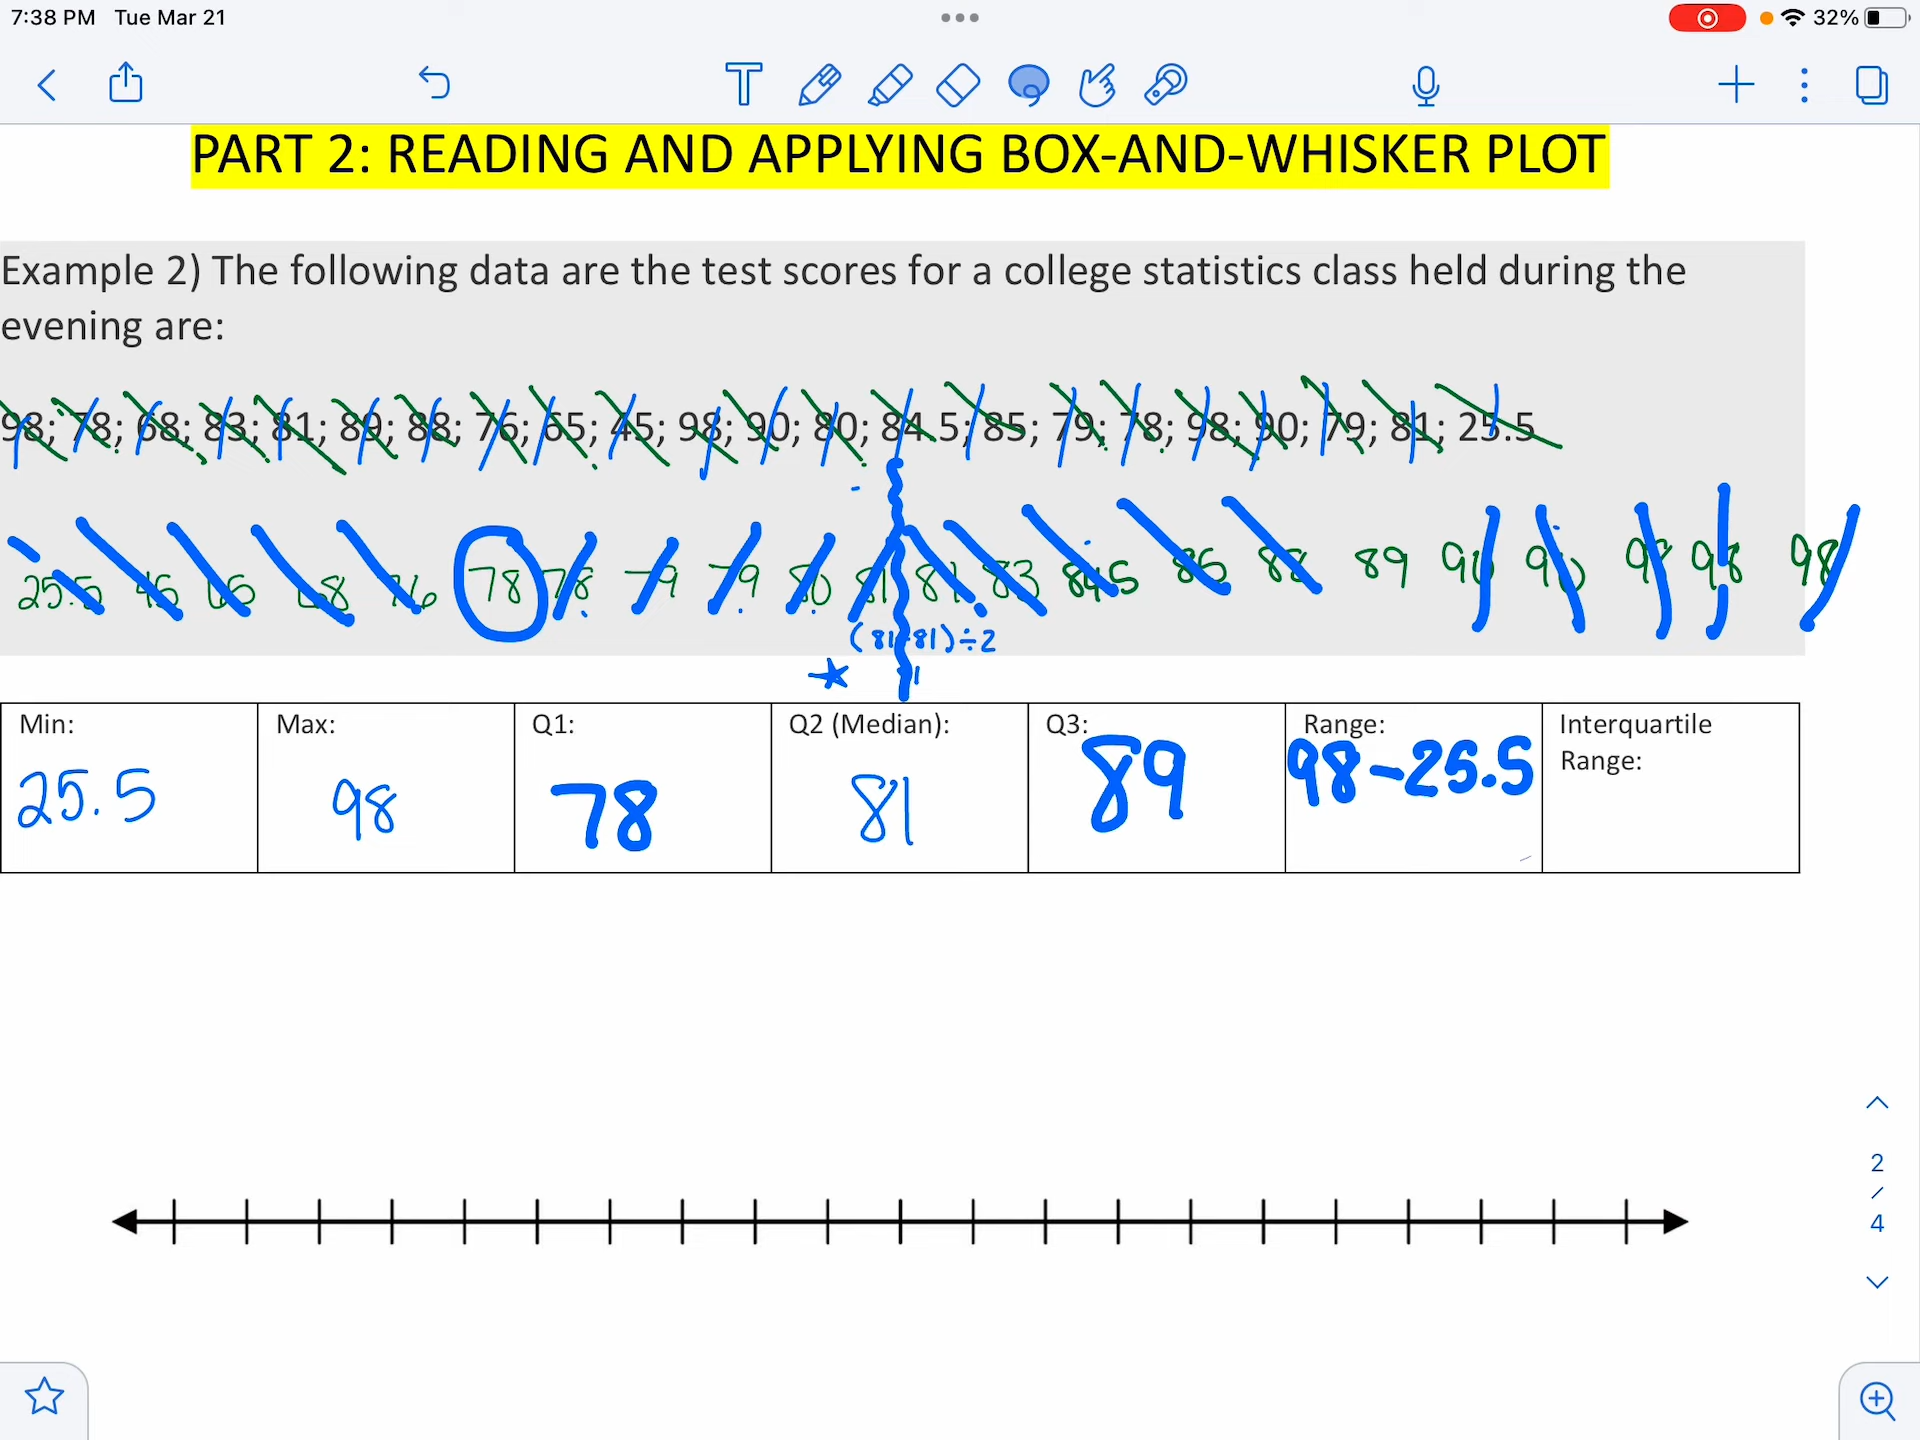 7:38 PM Tue Mar 21
32%
T
PART 2: READING AND APPLYING BOX-AND-WHISKER PLOT
Example 2) The following data are the test scores for a college statistics class held during the
evening are:
98; 78; 68; 83; 81; 89; 88; 76; 65; 45; 98; 90; 80; 84.5; 85; 79; 78; 98; 90; 79; 81; 25.5
25.5 45 65 68 76 78 78 79 79 80 81 81 83 84.5 85 88 89 90 90 98 98
( 81 81 ) ÷ 2
Min: Max: Q1: Q2 (Median): Q3: Range: Interquartile
Range:
25.5 98 78 81 89 98-25.5
2
/
4